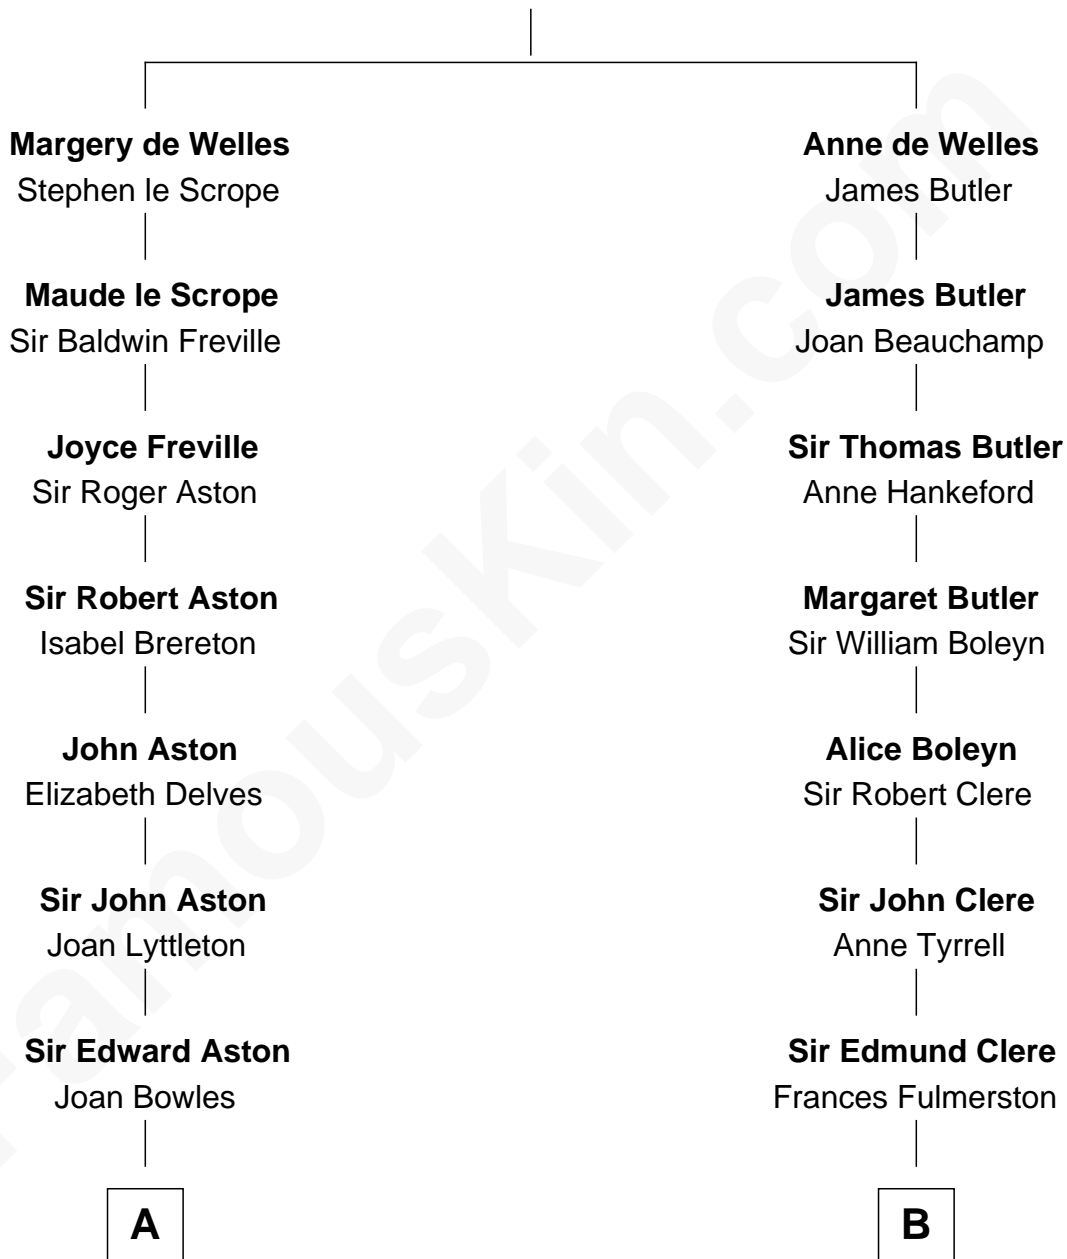 Margery de Welles
Stephen le Scrope
Maude le Scrope
Sir Baldwin Freville
Joyce Freville
Sir Roger Aston
Sir Robert Aston
Isabel Brereton
John Aston
Elizabeth Delves
Sir John Aston
Joan Lyttleton
Sir Edward Aston
Joan Bowles
A
Anne de Welles
James Butler
James Butler
Joan Beauchamp
Sir Thomas Butler
Anne Hankeford
Margaret Butler
Sir William Boleyn
Alice Boleyn
Sir Robert Clere
Sir John Clere
Anne Tyrrell
Sir Edmund Clere
Frances Fulmerston
B
FamousKin.com